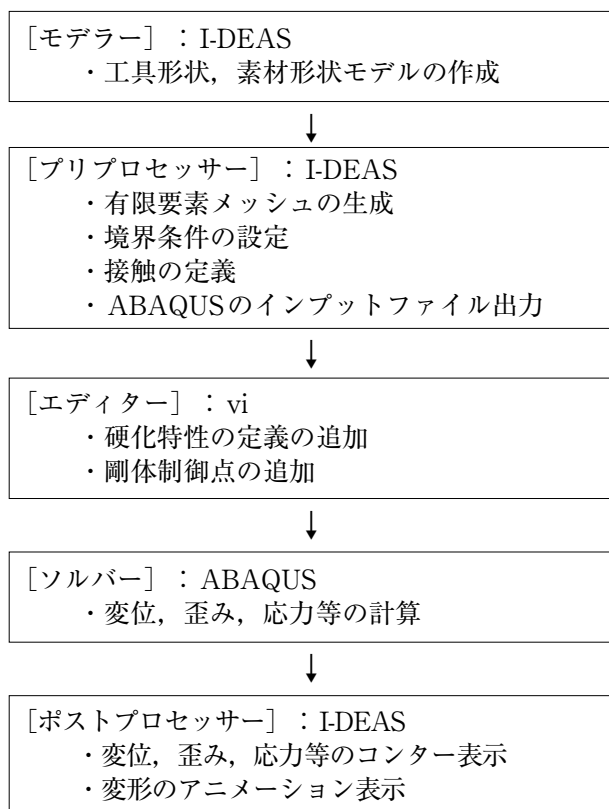 ［モデラー］：I-DEAS
・工具形状，素材形状モデルの作成
↓
［プリプロセッサー］：I-DEAS
・有限要素メッシュの生成
・境界条件の設定
・接触の定義
・ABAQUSのインプットファイル出力
↓
［エディター］：vi
・硬化特性の定義の追加
・剛体制御点の追加
↓
［ソルバー］：ABAQUS
・変位，歪み，応力等の計算
↓
［ポストプロセッサー］：I-DEAS
・変位，歪み，応力等のコンター表示
・変形のアニメーション表示